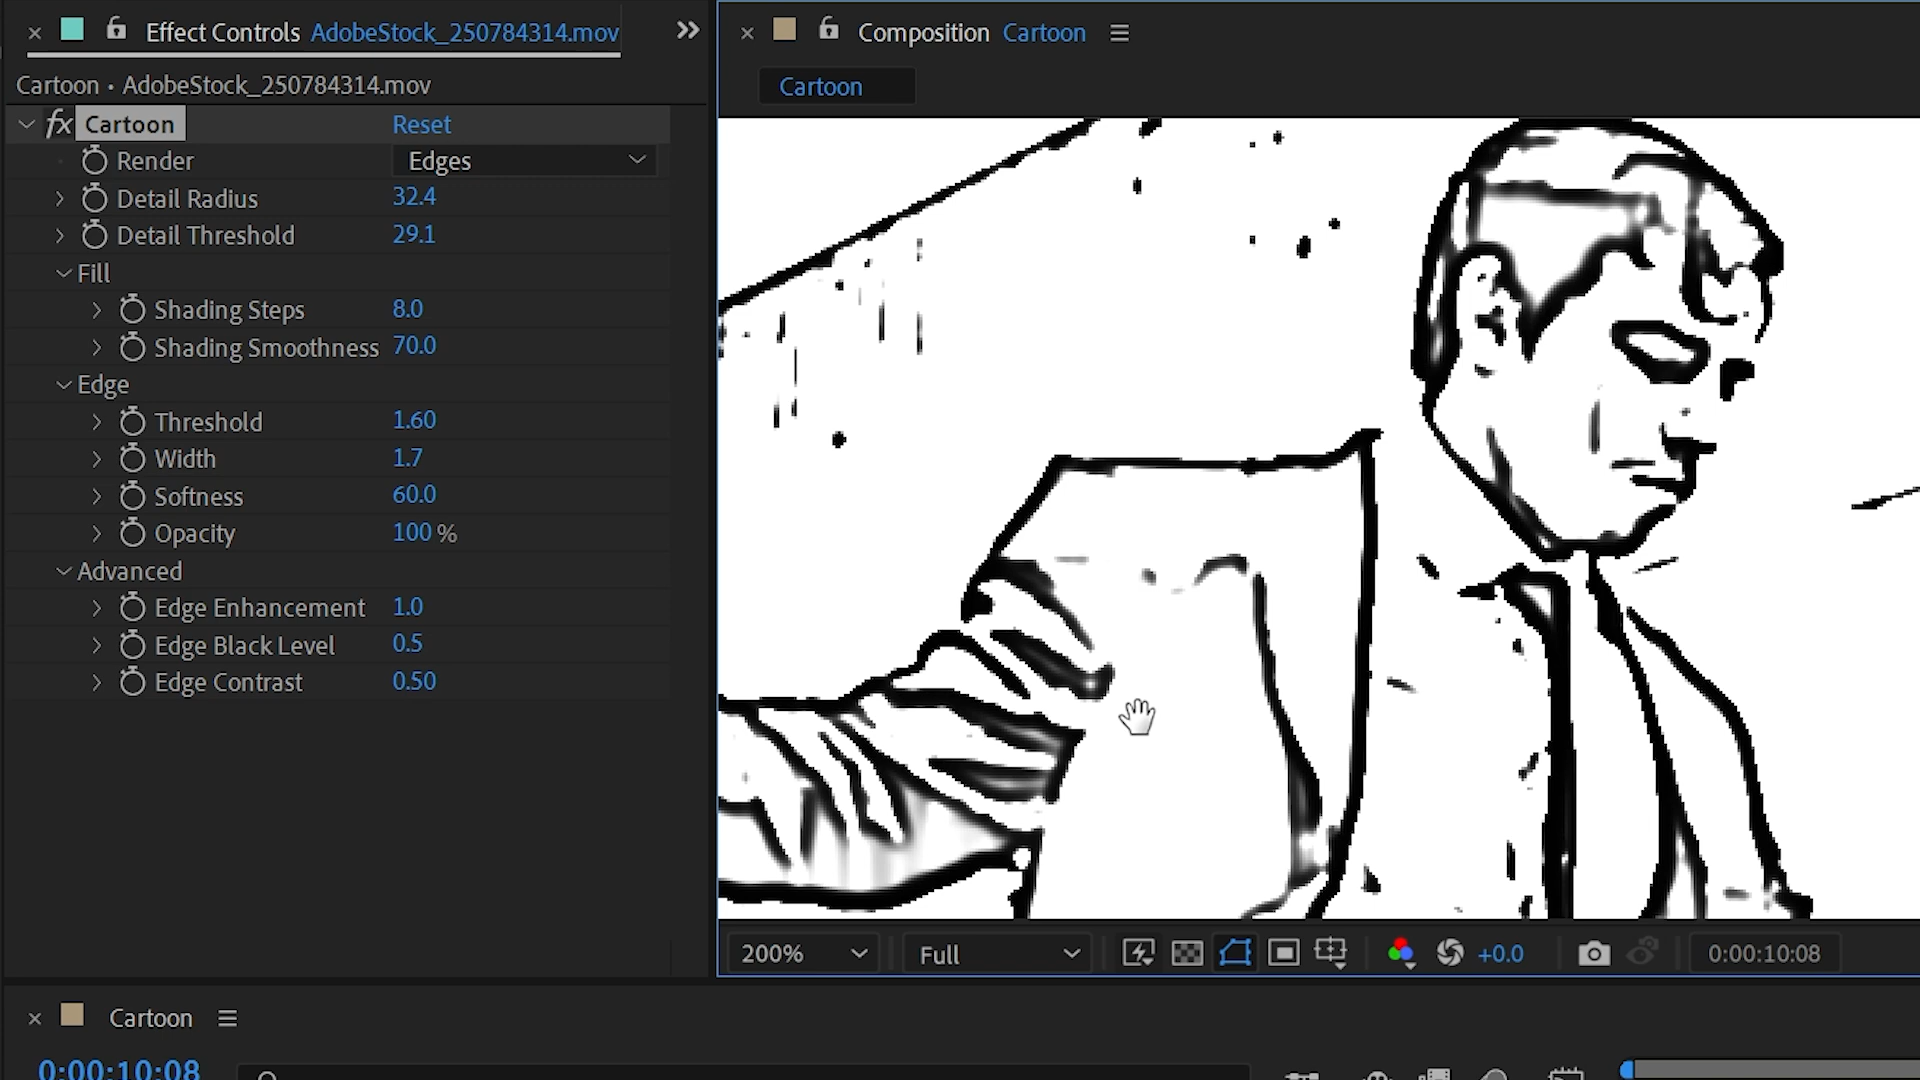 Effect Controls AdobeStock_250784314.mov
Cartoon • AdobeStock_250784314.mov
fx Cartoon Reset
Render Edges
Detail Radius 32.4
Detail Threshold 29.1
Fill
Shading Steps 8.0
Shading Smoothness 70.0
Edge
Threshold 1.60
Width 1.7
Softness 60.0
Opacity 100 %
Advanced
Edge Enhancement 1.0
Edge Black Level 0.5
Edge Contrast 0.50
Composition Cartoon
Cartoon
200% Full +0.0 0:00:10:08
Cartoon
0:00:10:08